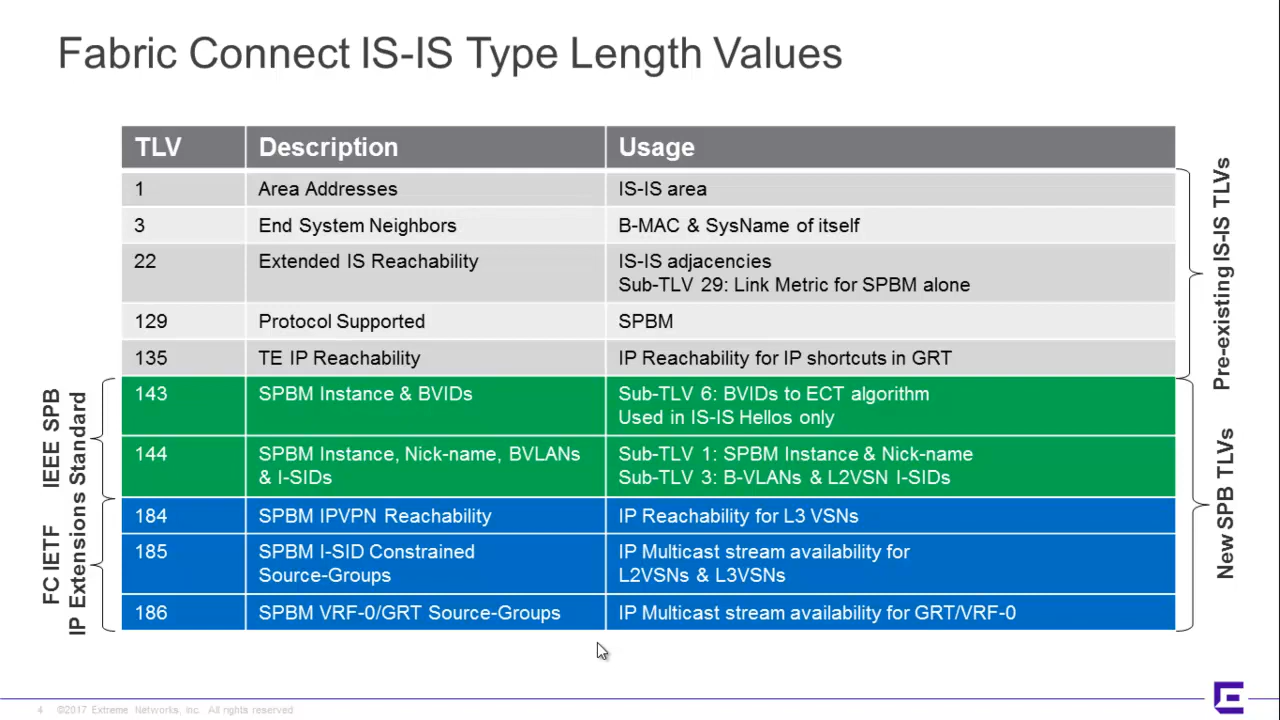 Fabric Connect IS-IS Type Length Values
TLV Description Usage
1 Area Addresses IS-IS area
3 End System Neighbors B-MAC & SysName of itself
22 Extended IS Reachability IS-IS adjacencies
Sub-TLV 29: Link Metric for SPBM alone
129 Protocol Supported SPBM
135 TE IP Reachability IP Reachability for IP shortcuts in GRT
143 SPBM Instance & BVIDs Sub-TLV 6: BVIDs to ECT algorithm
Used in IS-IS Hellos only
144 SPBM Instance, Nick-name, BVLANs Sub-TLV 1: SPBM Instance & Nick-name
& I-SIDs Sub-TLV 3: B-VLANs & L2VSN I-SIDs
184 SPBM IPVPN Reachability IP Reachability for L3 VSNs
185 SPBM I-SID Constrained IP Multicast stream availability for
Source-Groups L2VSNs & L3VSNs
186 SPBM VRF-0/GRT Source-Groups IP Multicast stream availability for GRT/VRF-0
IEEE SPB
Standard
FC IETF
IP Extensions
Pre-existing IS-IS TLVs
New SPB TLVs
4 ©2017 Extreme Networks, Inc. All rights reserved